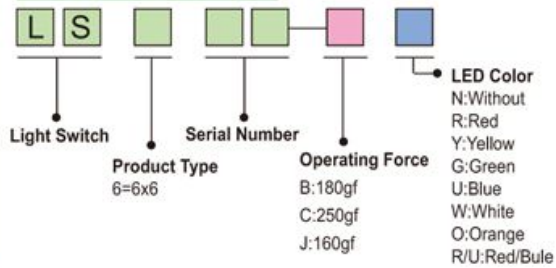 L S
Light Switch
Product Type
6=6x6
Serial Number
Operating Force
B:180gf
C:250gf
J:160gf
LED Color
N:Without
R:Red
Y:Yellow
G:Green
U:Blue
W:White
O:Orange
R/U:Red/Bule